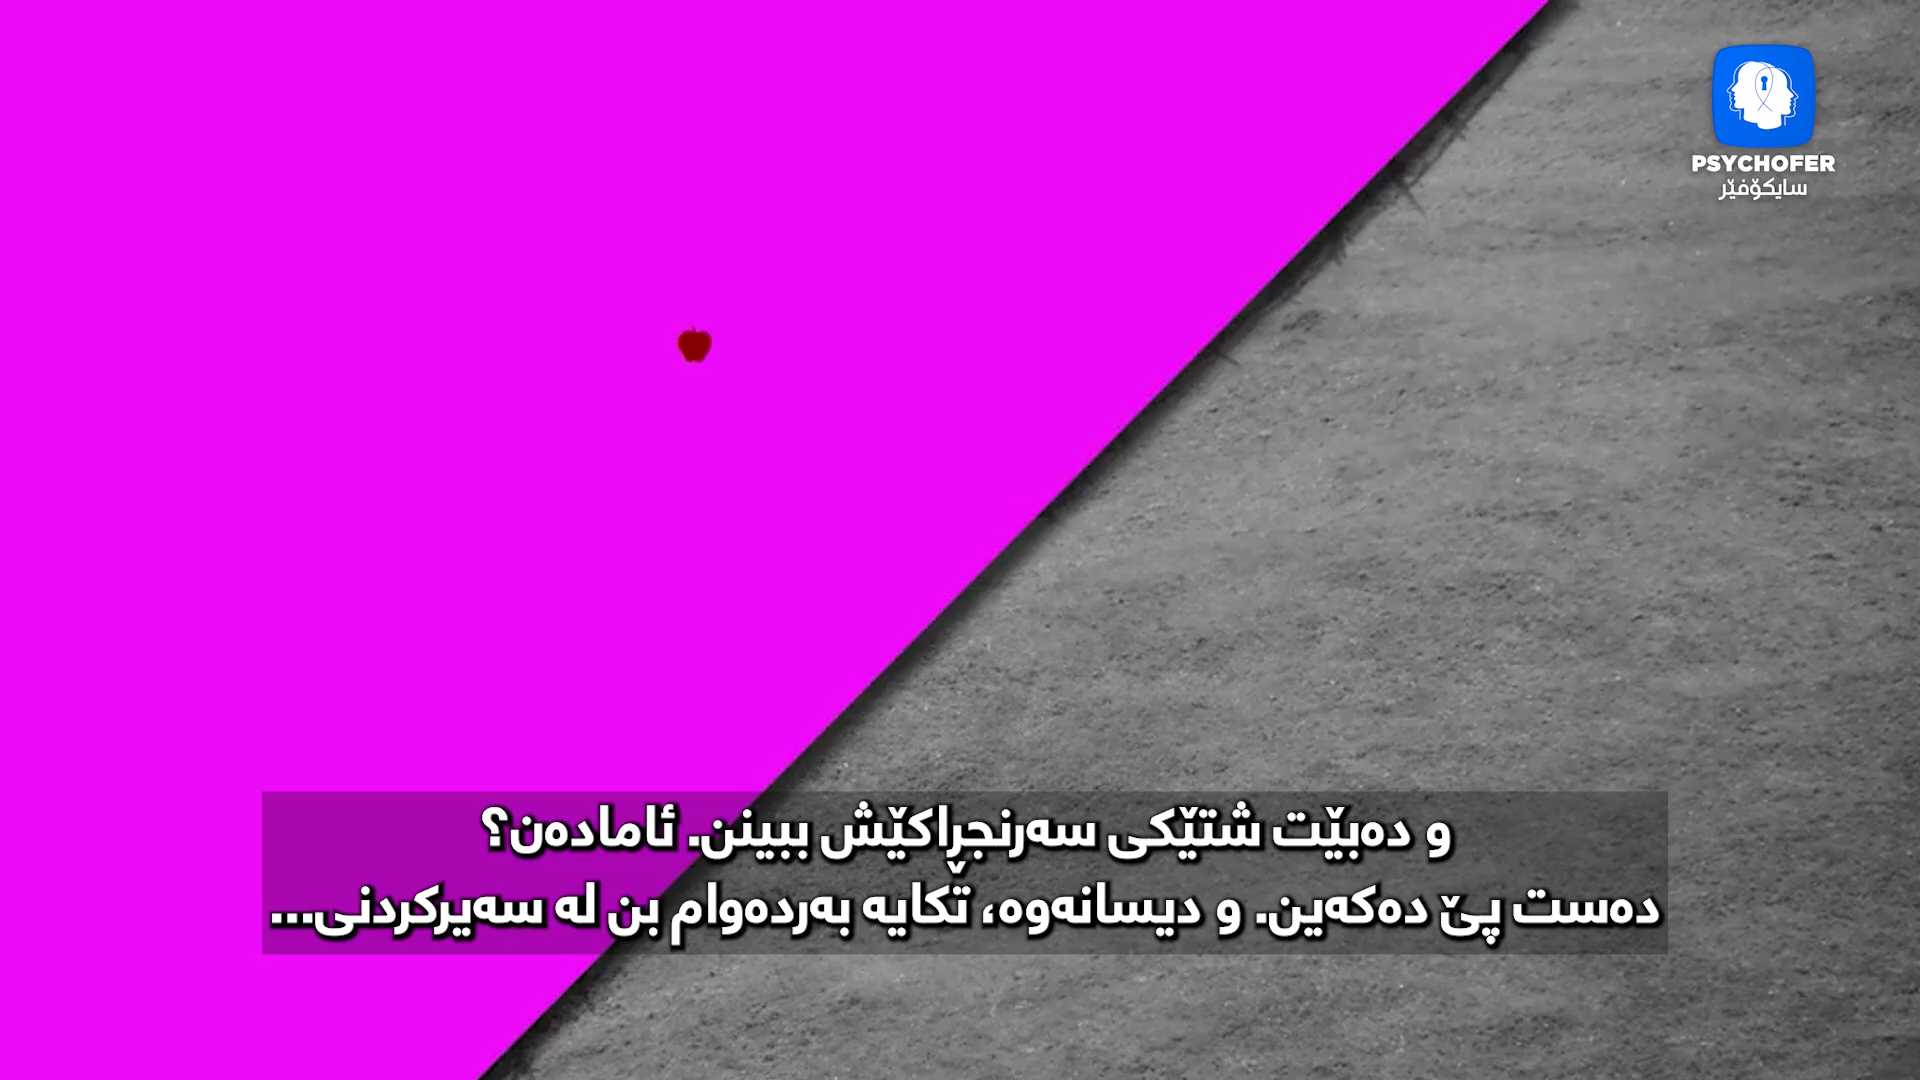 PSYCHOFER
سایکۆفێر
و دەبێت شتێکی سەرنجڕاکێش ببینن. ئامادەن؟
دەست پێ دەکەین. و دیسانەوە، تکایە بەردەوام بن لە سەیرکردنی...